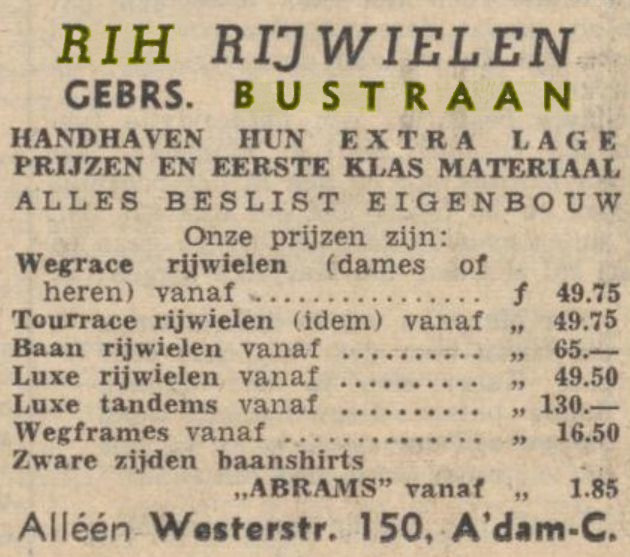 RIH RIJWIELEN
GEBRS. BUSTRAAN
HANDHAVEN HUN EXTRA LAGE
PRIJZEN EN EERSTE KLAS MATERIAAL
ALLES BESLIST EIGENBOUW
Onze prijzen zijn:
Wegrace rijwielen (dames of
heren) vanaf ................ f 49.75
Tourrace rijwielen (idem) vanaf „ 49.75
Baan rijwielen vanaf .......... „ 65.—
Luxe rijwielen vanaf .......... „ 49.50
Luxe tandems vanaf .......... „ 130.—
Wegframes vanaf .............. „ 16.50
Zware zijden baanshirts
„ABRAMS” vanaf „ 1.85
Alléén Westerstr. 150, A'dam-C.